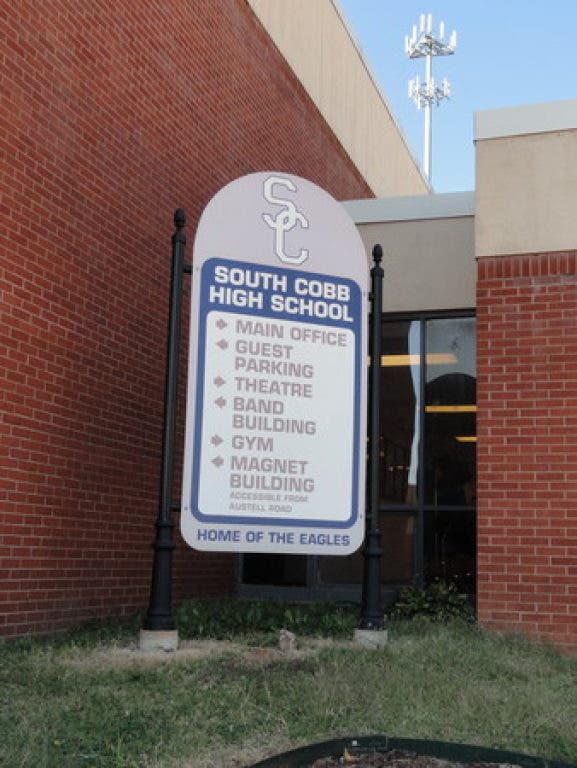 SC
SOUTH COBB
HIGH SCHOOL
MAIN OFFICE
GUEST
PARKING
THEATRE
BAND
BUILDING
GYM
MAGNET
BUILDING
ACCESSIBLE FROM
AUSTELL ROAD
HOME OF THE EAGLES